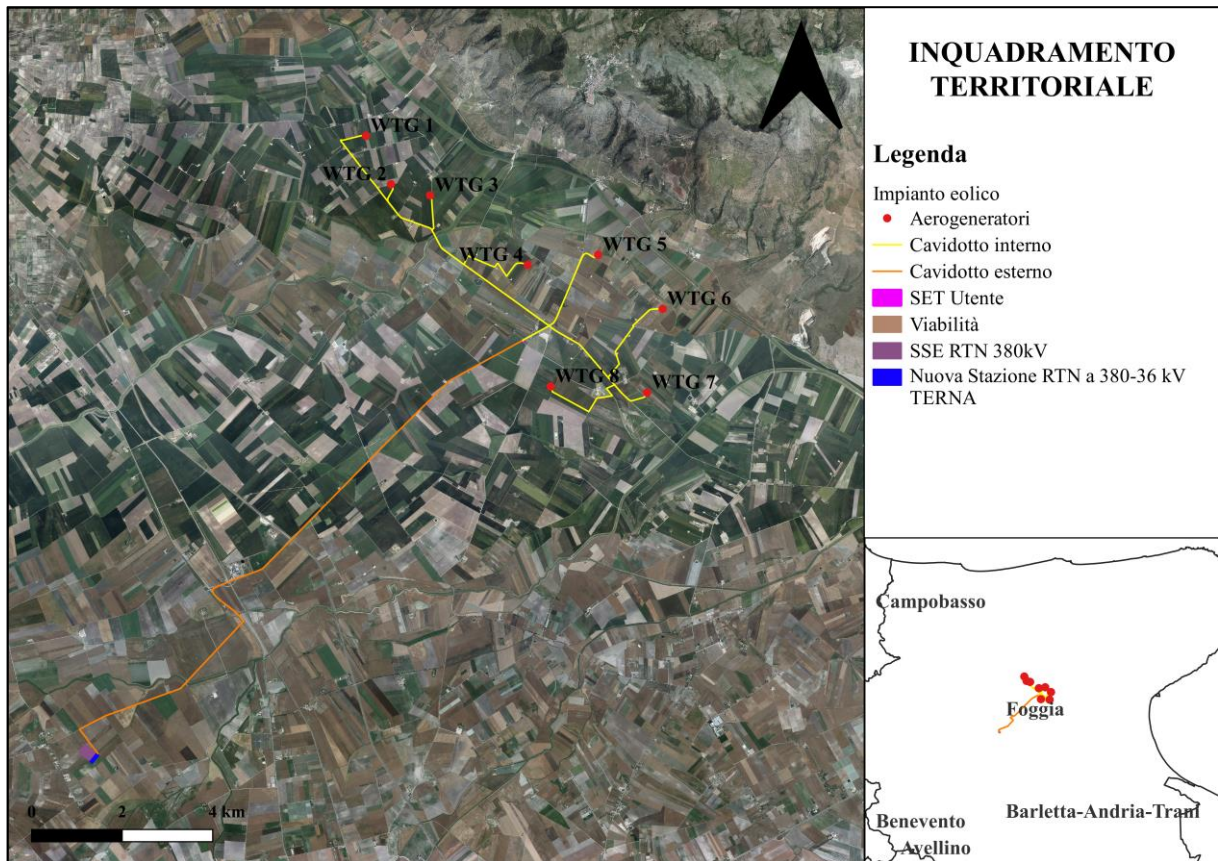 INQUADRAMENTO
TERRITORIALE
Legenda
Impianto eolico
Aerogeneratori
Cavidotto interno
Cavidotto esterno
SET Utente
Viabilità
SSE RTN 380kV
Nuova Stazione RTN a 380-36 kV
TERNA
WTG 1
WTG 2
WTG 3
WTG 4
WTG 5
WTG 6
WTG 8
WTG 7
0
2
4 km
Campobasso
Foggia
Barletta-Andria-Trani
Benevento
Avellino